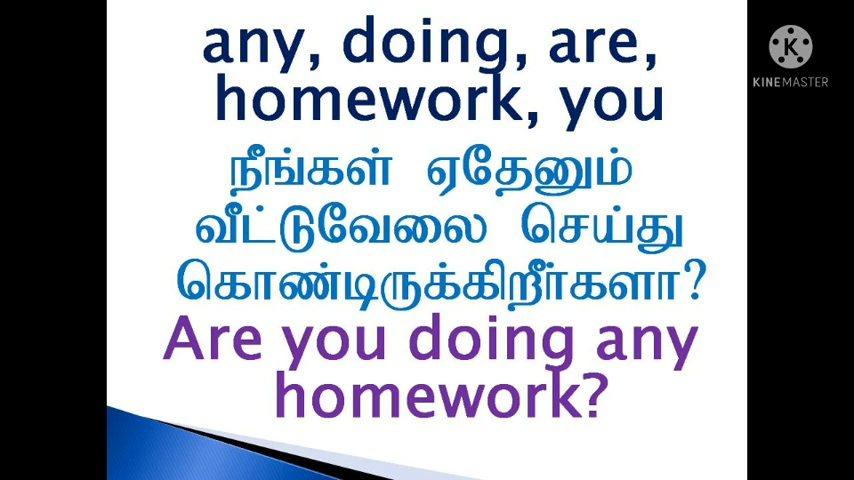 any, doing, are,
homework, you
நீங்கள் ஏதேனும்
வீட்டுவேலை செய்து
கொண்டிருக்கிறீர்களா?
Are you doing any
homework?
K
KINEMASTER